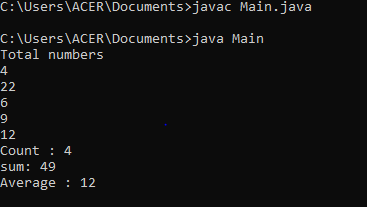 C:\Users\ACER\Documents>javac Main.java
C:\Users\ACER\Documents>java Main
Total numbers
4
22
6
9
12
Count : 4
sum: 49
Average : 12